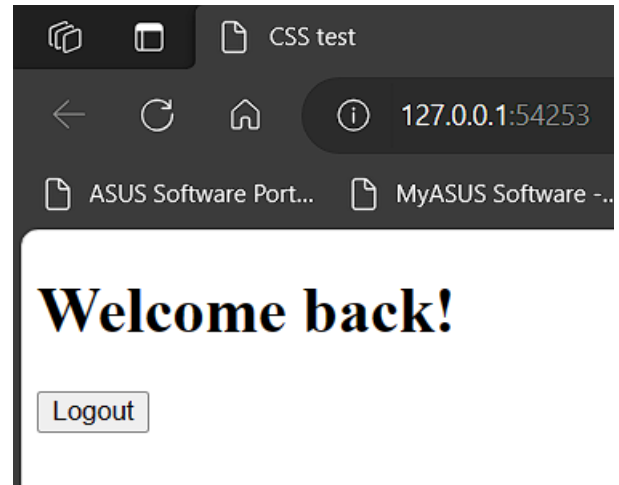 CSS test
127.0.0.1:54253
ASUS Software Port... MyASUS Software -...
Welcome back!
Logout